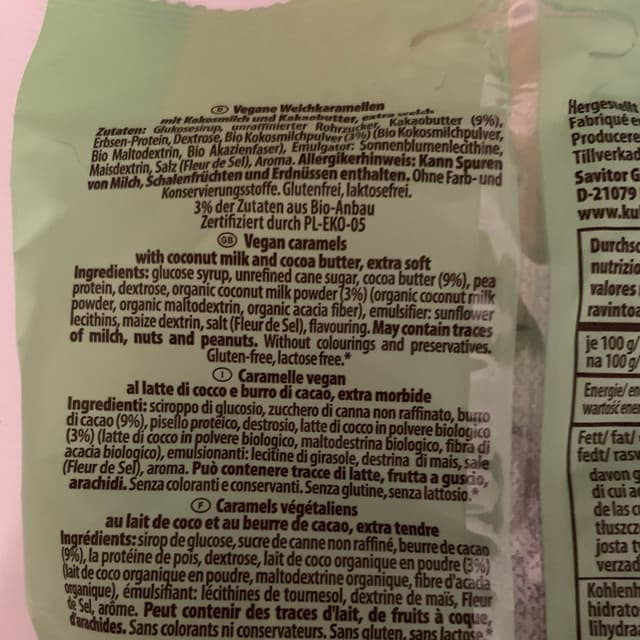 D Vegane Weichkaramellen
mit Kokosmilch und Kakaobutter, extra weich.
Zutaten: Glukosesirup, unraffinierter Rohrzucker, Kakaobutter (9%),
Erbsen-Protein, Dextrose, Bio Kokosmilchpulver (3%) (Bio Kokosmilchpulver,
Bio Maltodextrin, Bio Akazienfaser), Emulgator: Sonnenblumenlecithine,
Maisdextrin, Salz (Fleur de Sel), Aroma. Allergikerhinweis: Kann Spuren
von Milch, Schalenfrüchten und Erdnüssen enthalten. Ohne Farb- und
Konservierungsstoffe. Glutenfrei, laktosefrei.
3% der Zutaten aus Bio-Anbau
Zertifiziert durch PL-EKO-05
GB Vegan caramels
with coconut milk and cocoa butter, extra soft
Ingredients: glucose syrup, unrefined cane sugar, cocoa butter (9%), pea
protein, dextrose, organic coconut milk powder (3%) (organic coconut milk
powder, organic maltodextrin, organic acacia fiber), emulsifier: sunflower
lecithins, maize dextrin, salt (Fleur de Sel), flavouring. May contain traces
of milk, nuts and peanuts. Without colourings and preservatives.
Gluten-free, lactose free.*
I Caramelle vegan
al latte di cocco e burro di cacao, extra morbide
Ingredienti: sciroppo di glucosio, zucchero di canna non raffinato, burro
di cacao (9%), pisello proteico, destrosio, latte di cocco in polvere biologico
(3%) (latte di cocco in polvere biologico, maltodestrina biologico, fibra di
acacia biologico), emulsionanti: lecitine di girasole, destrina di mais, sale
(Fleur de Sel), aroma. Può contenere tracce di latte, frutta a guscio,
arachidi. Senza coloranti e conservanti. Senza glutine, senza lattosio.*
F Caramels végétaliens
au lait de coco et au beurre de cacao, extra tendre
Ingrédients: sirop de glucose, sucre de canne non raffiné, beurre de cacao
(9%), la protéine de pois, dextrose, lait de coco organique en poudre (3%)
(lait de coco organique en poudre, maltodextrine organique, fibre d'acacia
organique), émulsifiant: lécithines de tournesol, dextrine de maïs, Fleur
de Sel, arôme. Peut contenir des traces d'lait, de fruits à coque,
d'arachides. Sans colorants ni conservateurs. Sans gluten, sans lactose.*
Hergestellt
Fabriqué
Producere
Tillverkad
Savitor G
D-21079
www.ku
Durchsc
nutrizio
valores
ravintoa
je 100 g/
na 100 g/
Energie/ en
wartość ener
Fett/ fat/
fedt/ rasv
davon g
di cui a
de las
tłuszcz
josta t
verzad
Kohlenh
hidrato
lihydra